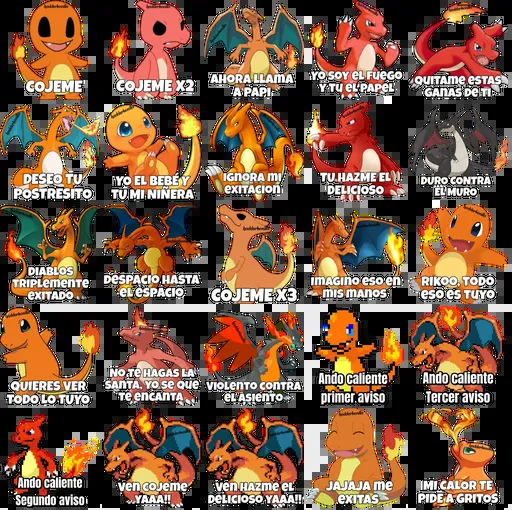 COJEME
COJEME X2
AHORA LLAMA
A PAPI
YO SOY EL FUEGO
Y TU EL PAPEL
QUITAME ESTAS
GANAS DE TI
DESEO TU
POSTRESITO
YO EL BEBÉ Y
TU MI NIÑERA
IGNORA MI
EXITACION
TU HAZME EL
DELICIOSO
DURO CONTRA
EL MURO
DIABLOS
TRIPLEMENTE
EXITADO
DESPACIO HASTA
EL ESPACIO
COJEME X3
IMAGINO ESO EN
MIS MANOS
RIKOO, TODO
ESO ES TUYO
QUIERES VER
TODO LO TUYO
NO TE HAGAS LA
SANTA, YO SE QUE
TE ENCANTA
VIOLENTO CONTRA
EL ASIENTO
Ando caliente
primer aviso
Ando caliente
Tercer aviso
Ando caliente
Segundo aviso
VEN COJEME
YAAA!!
VEN HAZME EL
DELICIOSO YAAA!!
JAJAJA ME
EXITAS
MI CALOR TE
PIDE A GRITOS